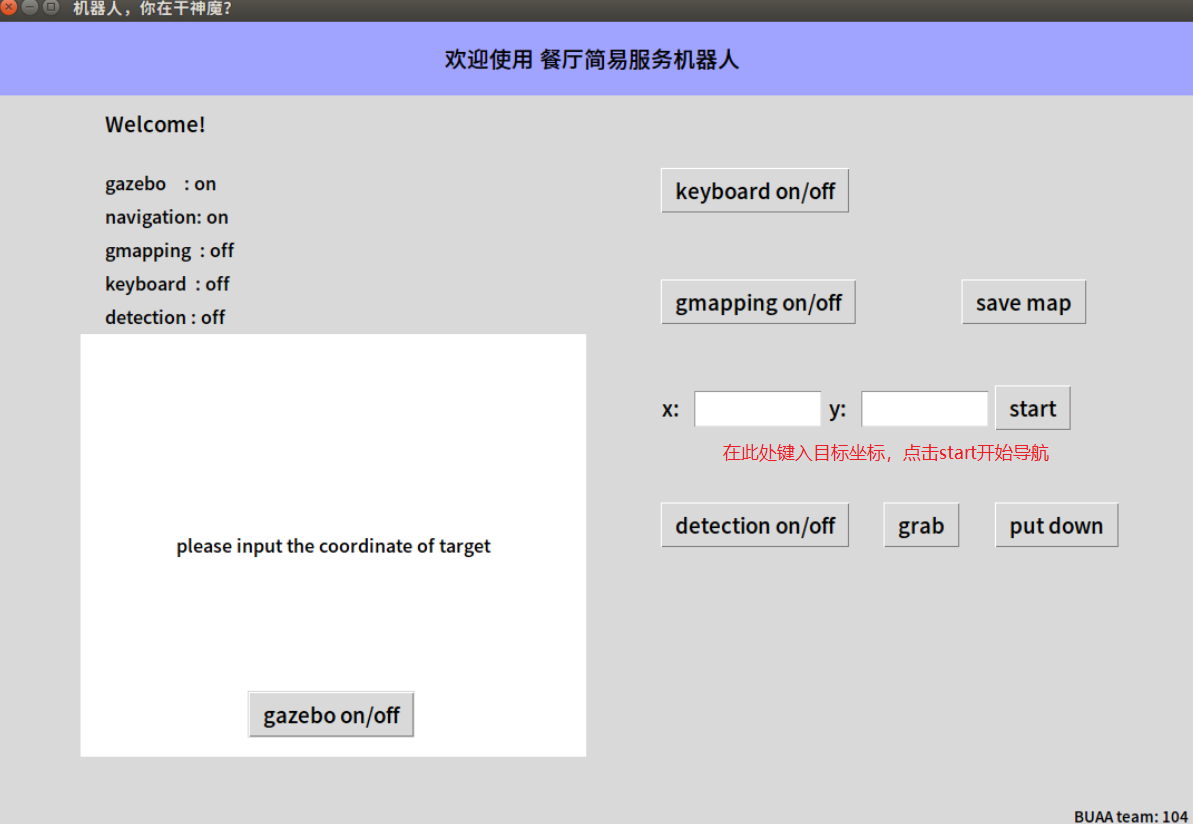 机器人，你在干神魔？
欢迎使用 餐厅简易服务机器人
Welcome!
gazebo : on
navigation: on
gmapping : off
keyboard : off
detection : off
please input the coordinate of target
gazebo on/off
keyboard on/off
gmapping on/off save map
x: y: start
在此处键入目标坐标，点击start开始导航
detection on/off grab put down
BUAA team: 104